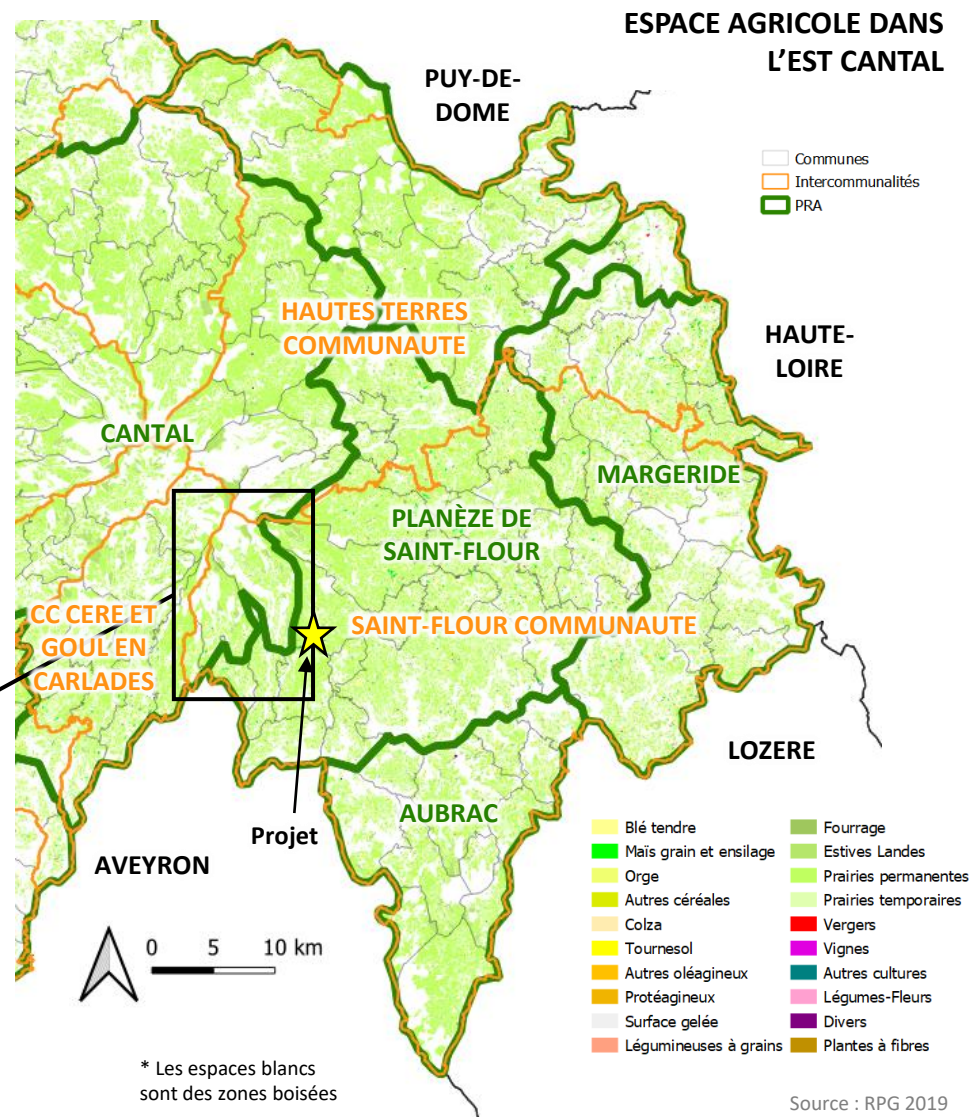 ESPACE AGRICOLE DANS
L'EST CANTAL
PUY-DE-
DOME
Communes
Intercommunalités
PRA
HAUTES TERRES
COMMUNAUTE
HAUTE-
LOIRE
CANTAL
MARGERIDE
PLANÈZE DE
SAINT-FLOUR
CC CERE ET
GOUL EN
CARLADES
SAINT-FLOUR COMMUNAUTE
LOZERE
AUBRAC
Projet
AVEYRON
0 5 10 km
Blé tendre
Maïs grain et ensilage
Orge
Autres céréales
Colza
Tournesol
Autres oléagineux
Protéagineux
Surface gelée
Légumineuses à grains
Fourrage
Estives Landes
Prairies permanentes
Prairies temporaires
Vergers
Vignes
Autres cultures
Légumes-Fleurs
Divers
Plantes à fibres
* Les espaces blancs
sont des zones boisées
Source : RPG 2019